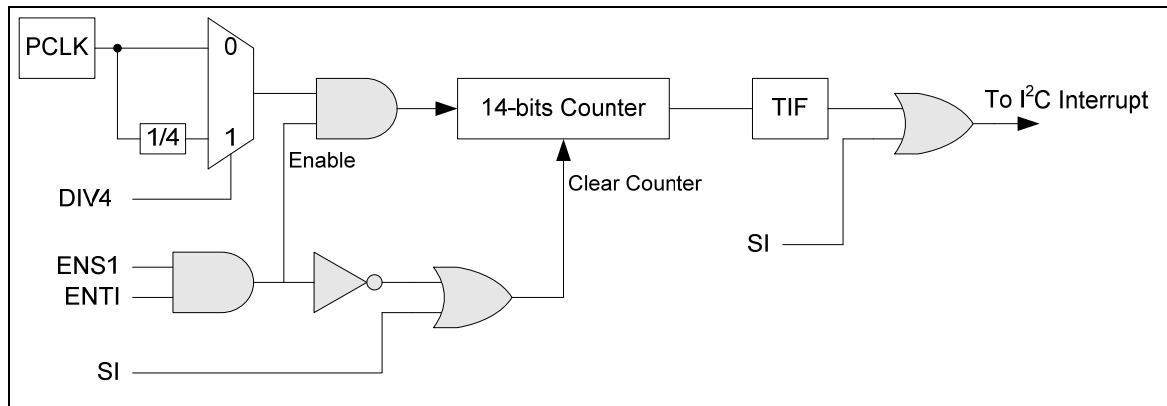 PCLK
0
1/4
1
DIV4
Enable
14-bits Counter
TIF
To I²C Interrupt
Clear Counter
SI
ENS1
ENTI
SI